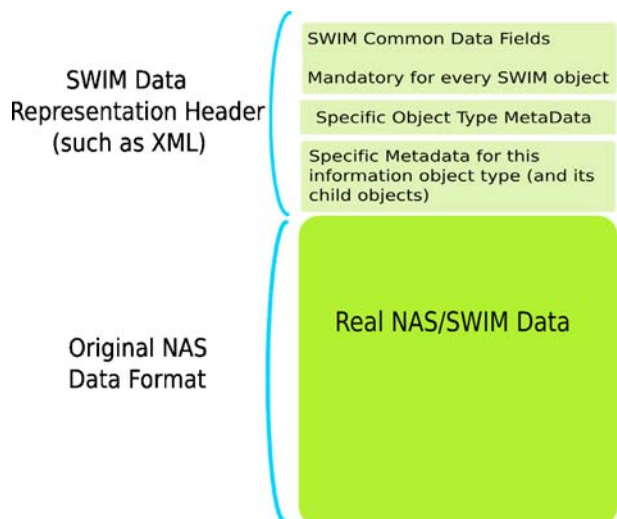 SWIM Data
Representation Header
(such as XML)
SWIM Common Data Fields
Mandatory for every SWIM object
Specific Object Type MetaData
Specific Metadata for this
information object type (and its
child objects)
Original NAS
Data Format
Real NAS/SWIM Data